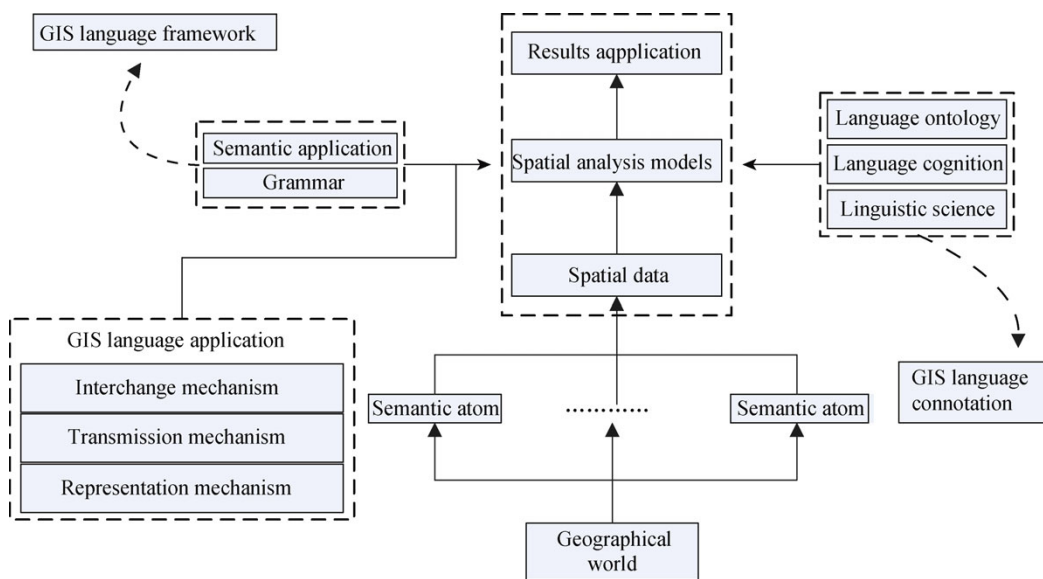 GIS language framework
Results aqpplication
Semantic application
Grammar
Spatial analysis models
Language ontology
Language cognition
Linguistic science
Spatial data
GIS language application
Interchange mechanism
Transmission mechanism
Representation mechanism
Semantic atom
..........
Semantic atom
GIS language
connotation
Geographical
world